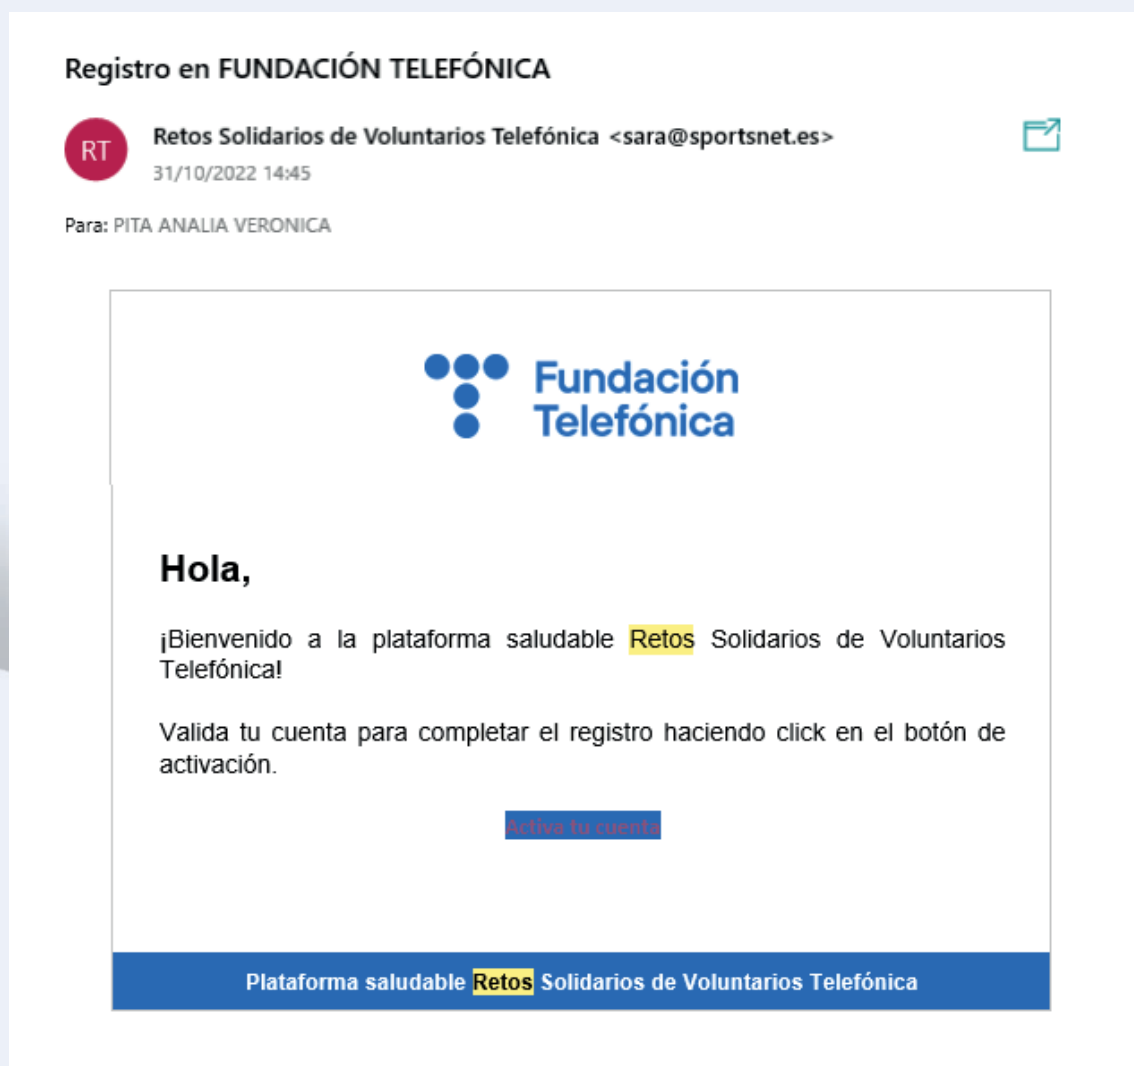 Registro en FUNDACIÓN TELEFÓNICA
RT
Retos Solidarios de Voluntarios Telefónica <sara@sportsnet.es>
31/10/2022 14:45
Para: PITA ANALIA VERONICA
Fundación
Telefónica
Hola,
¡Bienvenido a la plataforma saludable Retos Solidarios de Voluntarios
Telefónica!
Valida tu cuenta para completar el registro haciendo click en el botón de
activación.
Activa tu cuenta
Plataforma saludable Retos Solidarios de Voluntarios Telefónica